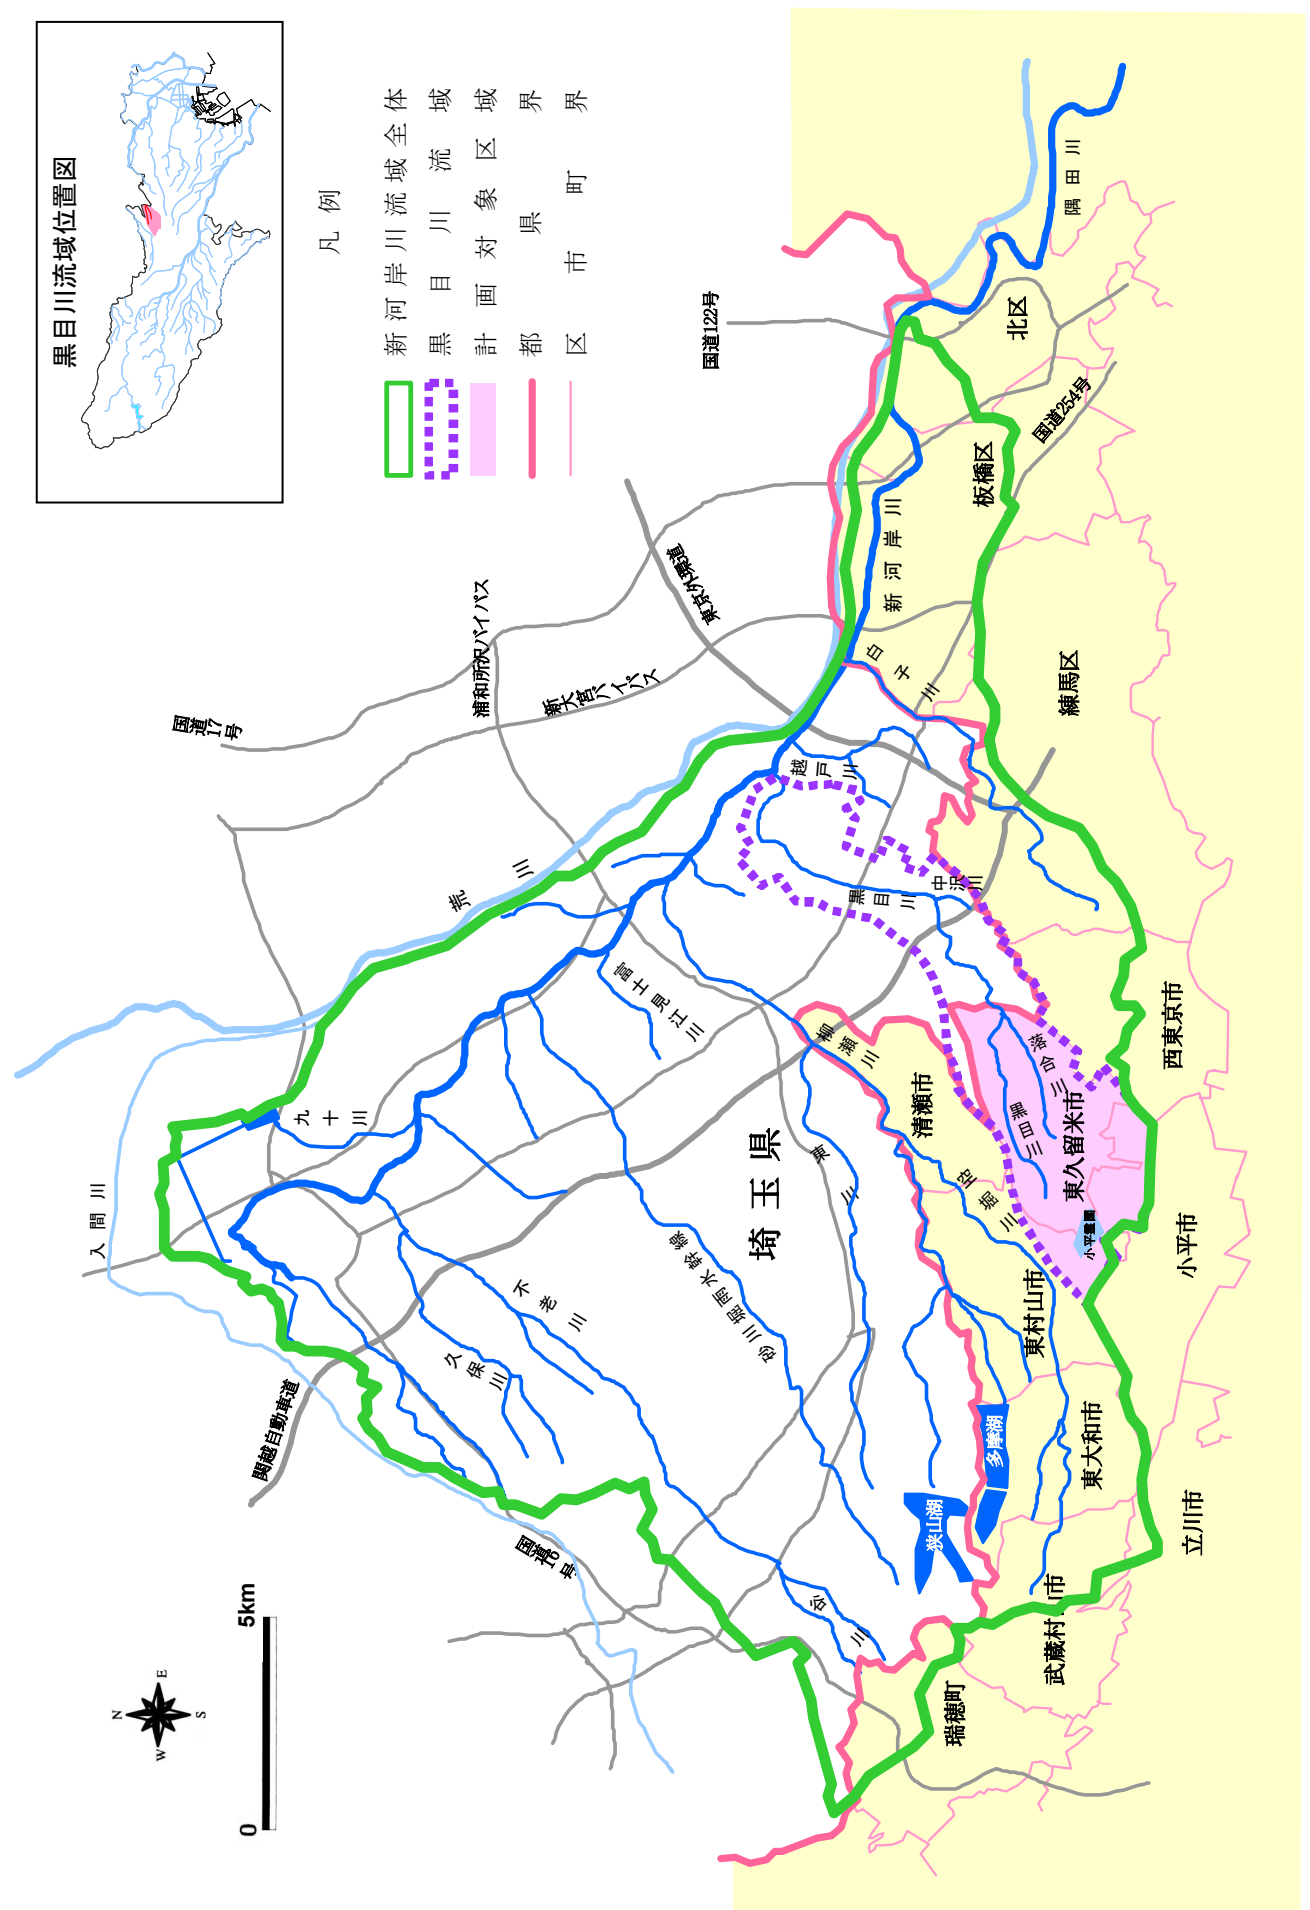 黒目川流域位置図
凡例
新河岸川流域全体
黒目川流域
計画対象区域
都県界
区市町界
国道122号
国道254号
北区
隅田川
板橋区
新河岸川
東京外環道
浦和所沢バイパス
新大宮バイパス
国道17号
白子川
練馬区
越戸川
荒川
黒目川
中沢川
富士見江川
柳瀬川
西東京市
落合川
黒目川
東久留米市
清瀬市
九十川
埼玉県
東川
空堀川
小平霊園
小平市
入間川
砂川堀雨水幹線
不老川
久保川
東村山市
関越自動車道
多摩湖
東大和市
狭山湖
立川市
国道16号
谷川
武蔵村山市
瑞穂町
0
5km
N
E
S
W